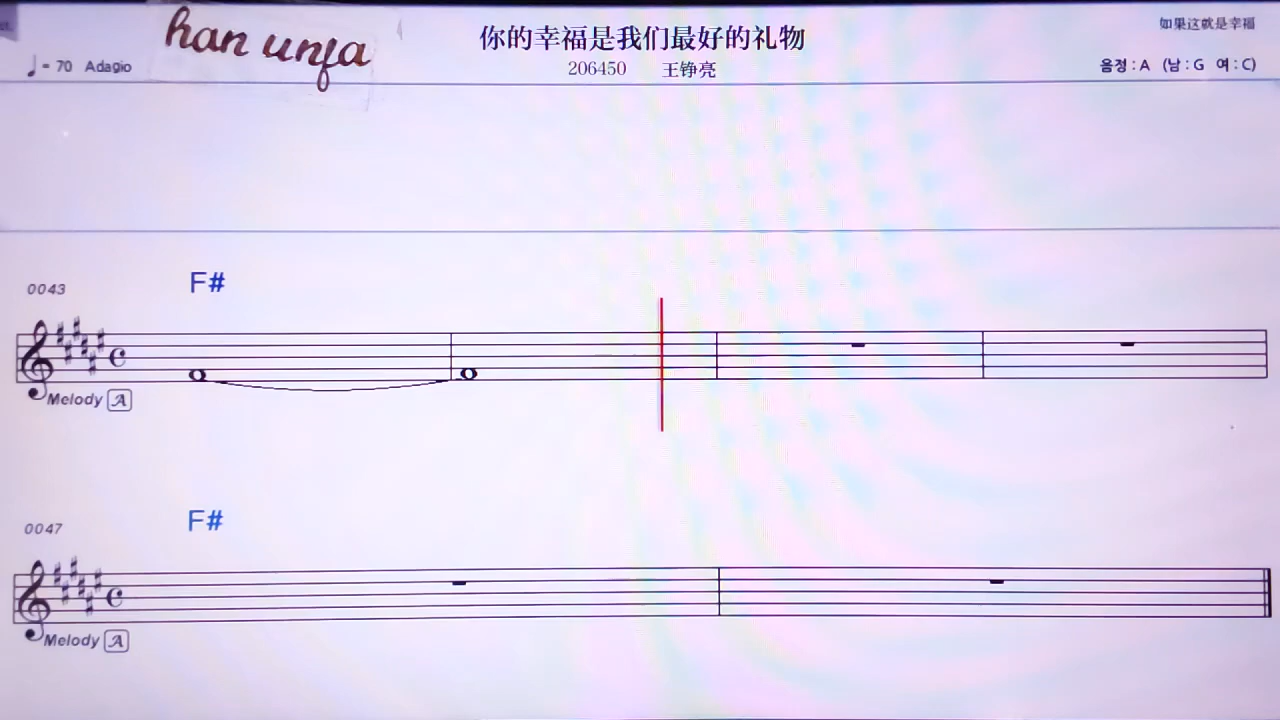 han unfa
你的幸福是我们最好的礼物
如果这就是幸福
♩= 70 Adagio
206450 王铮亮
음정 : A (남 : G 여 : C)
0043
F#
Melody A
0047
F#
Melody A